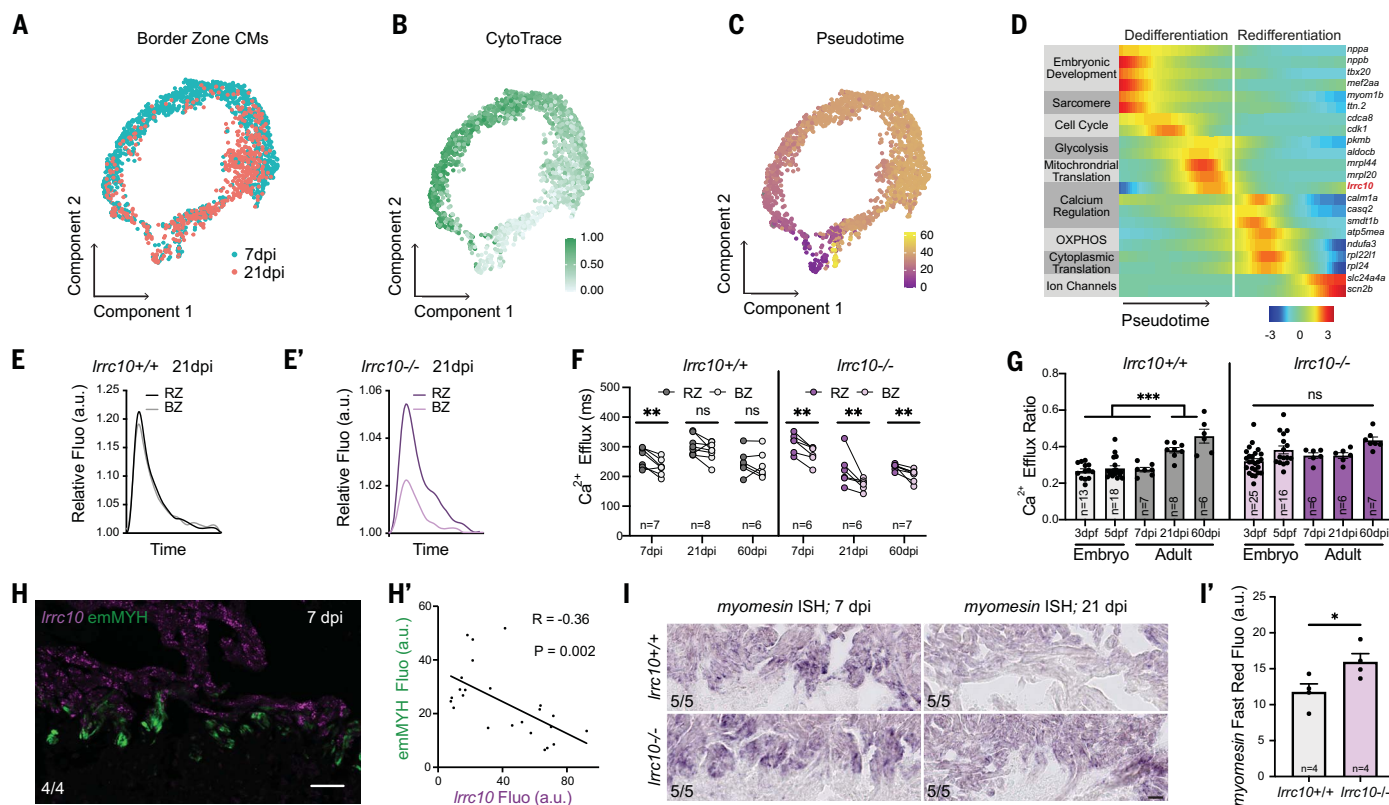 A
Border Zone CMs
Component 2
Component 1
7dpi
21dpi
B
CytoTrace
Component 2
Component 1
1.00
0.50
0.00
C
Pseudotime
Component 2
Component 1
60
40
20
0
D
Dedifferentiation Redifferentiation
Embryonic
Development
Sarcomere
Cell Cycle
Glycolysis
Mitochrondrial
Translation
Calcium
Regulation
OXPHOS
Cytoplasmic
Translation
Ion Channels
nppa
nppb
tbx20
mef2aa
myom1b
ttn.2
cdca8
cdk1
pkmb
aldocb
mrpl44
mrpl20
lrrc10
calm1a
casq2
smdt1b
atp5mea
ndufa3
rpl22l1
rpl24
slc24a4a
scn2b
Pseudotime
-3 0 3
E
lrrc10+/+ 21dpi
RZ
BZ
Relative Fluo (a.u.)
1.25
1.20
1.15
1.10
1.05
1.00
Time
E'
lrrc10-/- 21dpi
RZ
BZ
Relative Fluo (a.u.)
1.06
1.04
1.02
1.00
Time
F
lrrc10+/+ lrrc10-/-
RZ BZ RZ BZ
Ca2+ Efflux (ms)
500
400
300
200
100
0
** ns ns ** ** **
n=7 n=8 n=6 n=6 n=6 n=7
7dpi 21dpi 60dpi 7dpi 21dpi 60dpi
G
lrrc10+/+ lrrc10-/-
*** ns
Ca2+ Efflux Ratio
0.8
0.6
0.4
0.2
0.0
n=13 n=18 n=7 n=8 n=6 n=25 n=16 n=6 n=6 n=7
3dpf 5dpf 7dpi 21dpi 60dpi 3dpf 5dpf 7dpi 21dpi 60dpi
Embryo Adult Embryo Adult
H
lrrc10 emMYH 7 dpi
4/4
H'
emMYH Fluo (a.u.)
60
40
20
0
R = -0.36
P = 0.002
0 40 80
lrrc10 Fluo (a.u.)
I
myomesin ISH; 7 dpi myomesin ISH; 21 dpi
lrrc10+/+
5/5 5/5
lrrc10-/-
5/5 5/5
I'
myomesin Fast Red Fluo (a.u.)
25
20
15
10
5
0
*
n=4 n=4
lrrc10+/+ lrrc10-/-